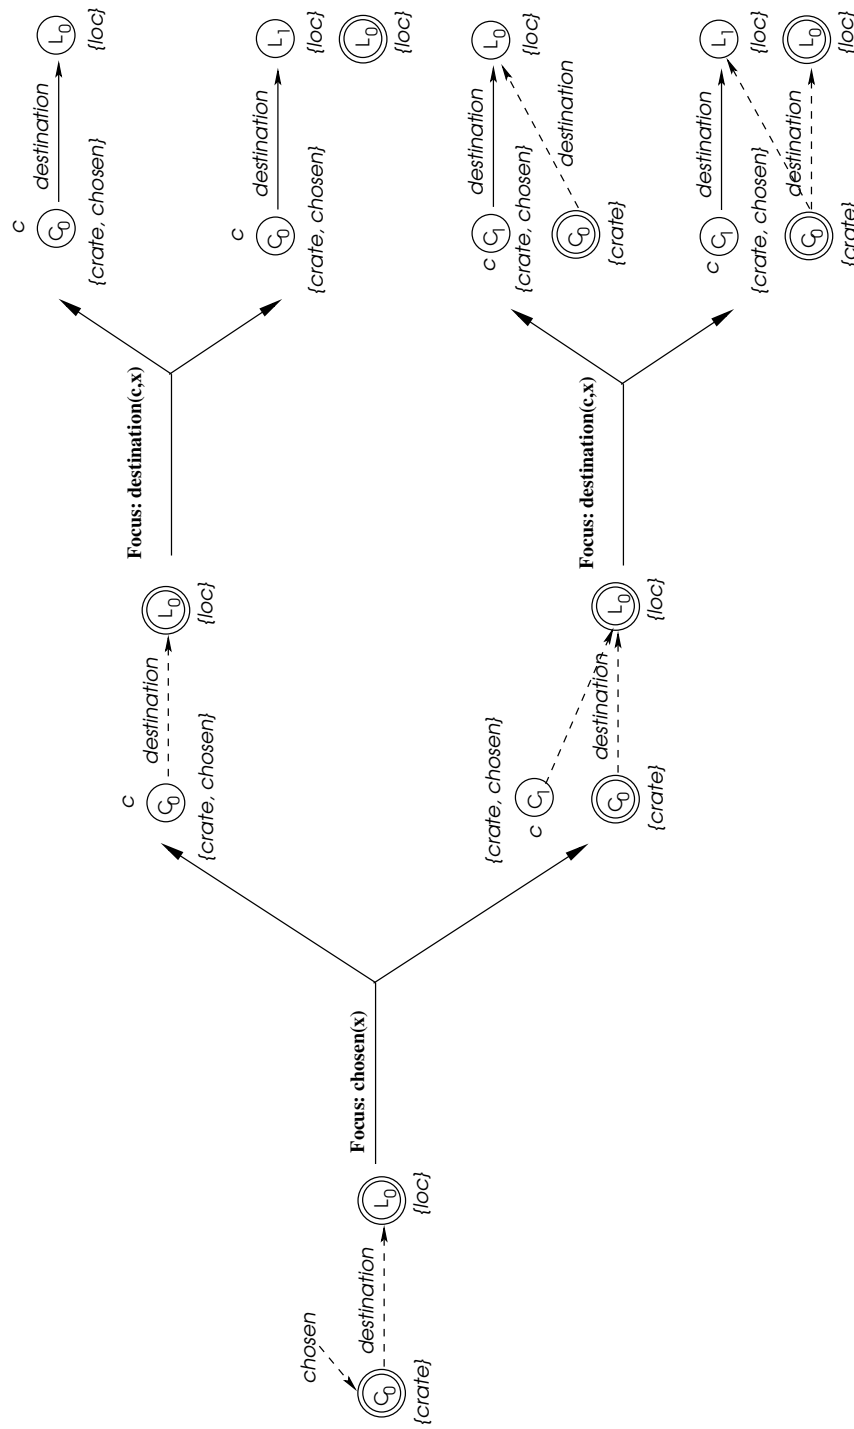 chosen
destination
C0
L0
{crate}
{loc}
Focus: chosen(x)
c
destination
C0
L0
{crate, chosen}
{loc}
Focus: destination(c,x)
c
destination
C0
L0
{crate, chosen}
{loc}
c
destination
C0
L1
{crate, chosen}
{loc}
L0
{loc}
{crate, chosen}
c
C1
destination
C0
L0
{crate}
{loc}
Focus: destination(c,x)
destination
c
C1
L0
{crate, chosen}
{loc}
destination
C0
{crate}
destination
c
C1
L1
{crate, chosen}
{loc}
destination
C0
L0
{crate}
{loc}